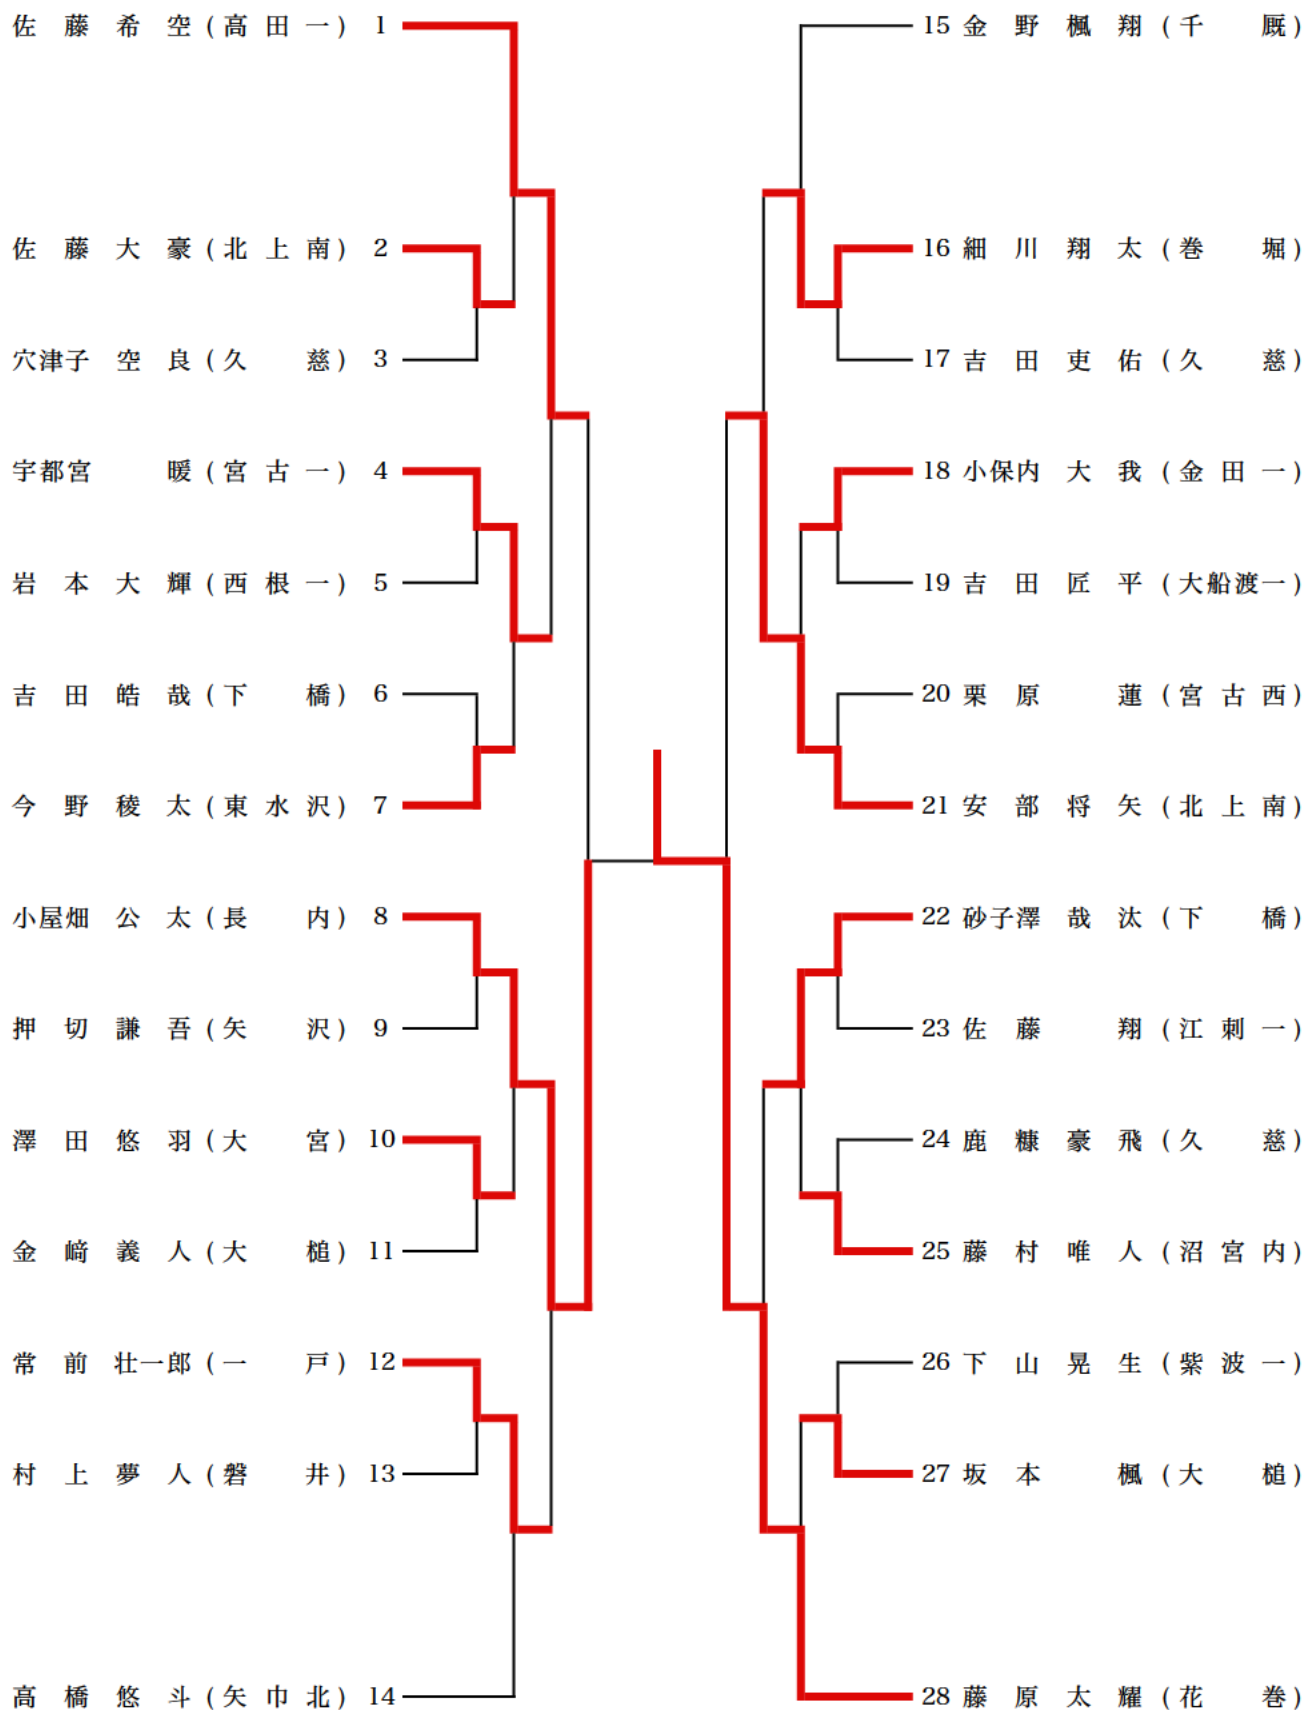 佐藤希空(高田一) 1
佐藤大豪(北上南) 2
穴津子空良(久慈) 3
宇都宮暖(宮古一) 4
岩本大輝(西根一) 5
吉田皓哉(下橋) 6
今野稜太(東水沢) 7
小屋畑公太(長内) 8
押切謙吾(矢沢) 9
澤田悠羽(大宮) 10
金﨑義人(大槌) 11
常前壮一郎(一戸) 12
村上夢人(磐井) 13
高橋悠斗(矢巾北) 14
15 金野楓翔(千厩)
16 細川翔太(巻堀)
17 吉田吏佑(久慈)
18 小保内大我(金田一)
19 吉田匠平(大船渡一)
20 栗原蓮(宮古西)
21 安部将矢(北上南)
22 砂子澤哉汰(下橋)
23 佐藤翔(江刺一)
24 鹿糠豪飛(久慈)
25 藤村唯人(沼宮内)
26 下山晃生(紫波一)
27 坂本楓(大槌)
28 藤原太耀(花巻)